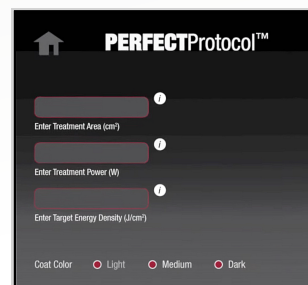 PERFECTProtocol™
i
Enter Treatment Area (cm²)
i
Enter Treatment Power (W)
i
Enter Target Energy Density (J/cm²)
Coat Color Light Medium Dark